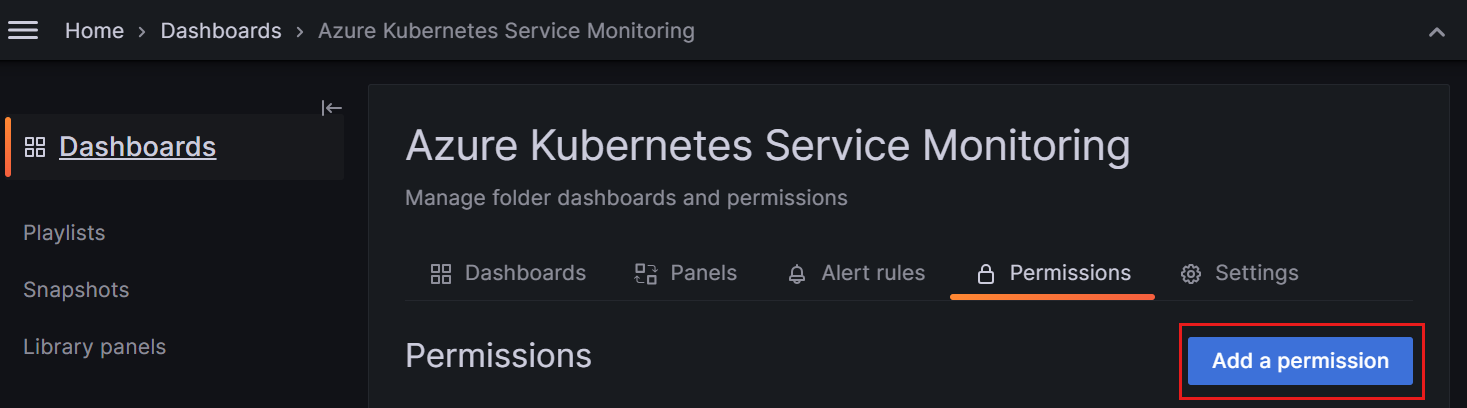 Home › Dashboards › Azure Kubernetes Service Monitoring
Dashboards
Playlists
Snapshots
Library panels
Azure Kubernetes Service Monitoring
Manage folder dashboards and permissions
Dashboards Panels Alert rules Permissions Settings
Permissions
Add a permission